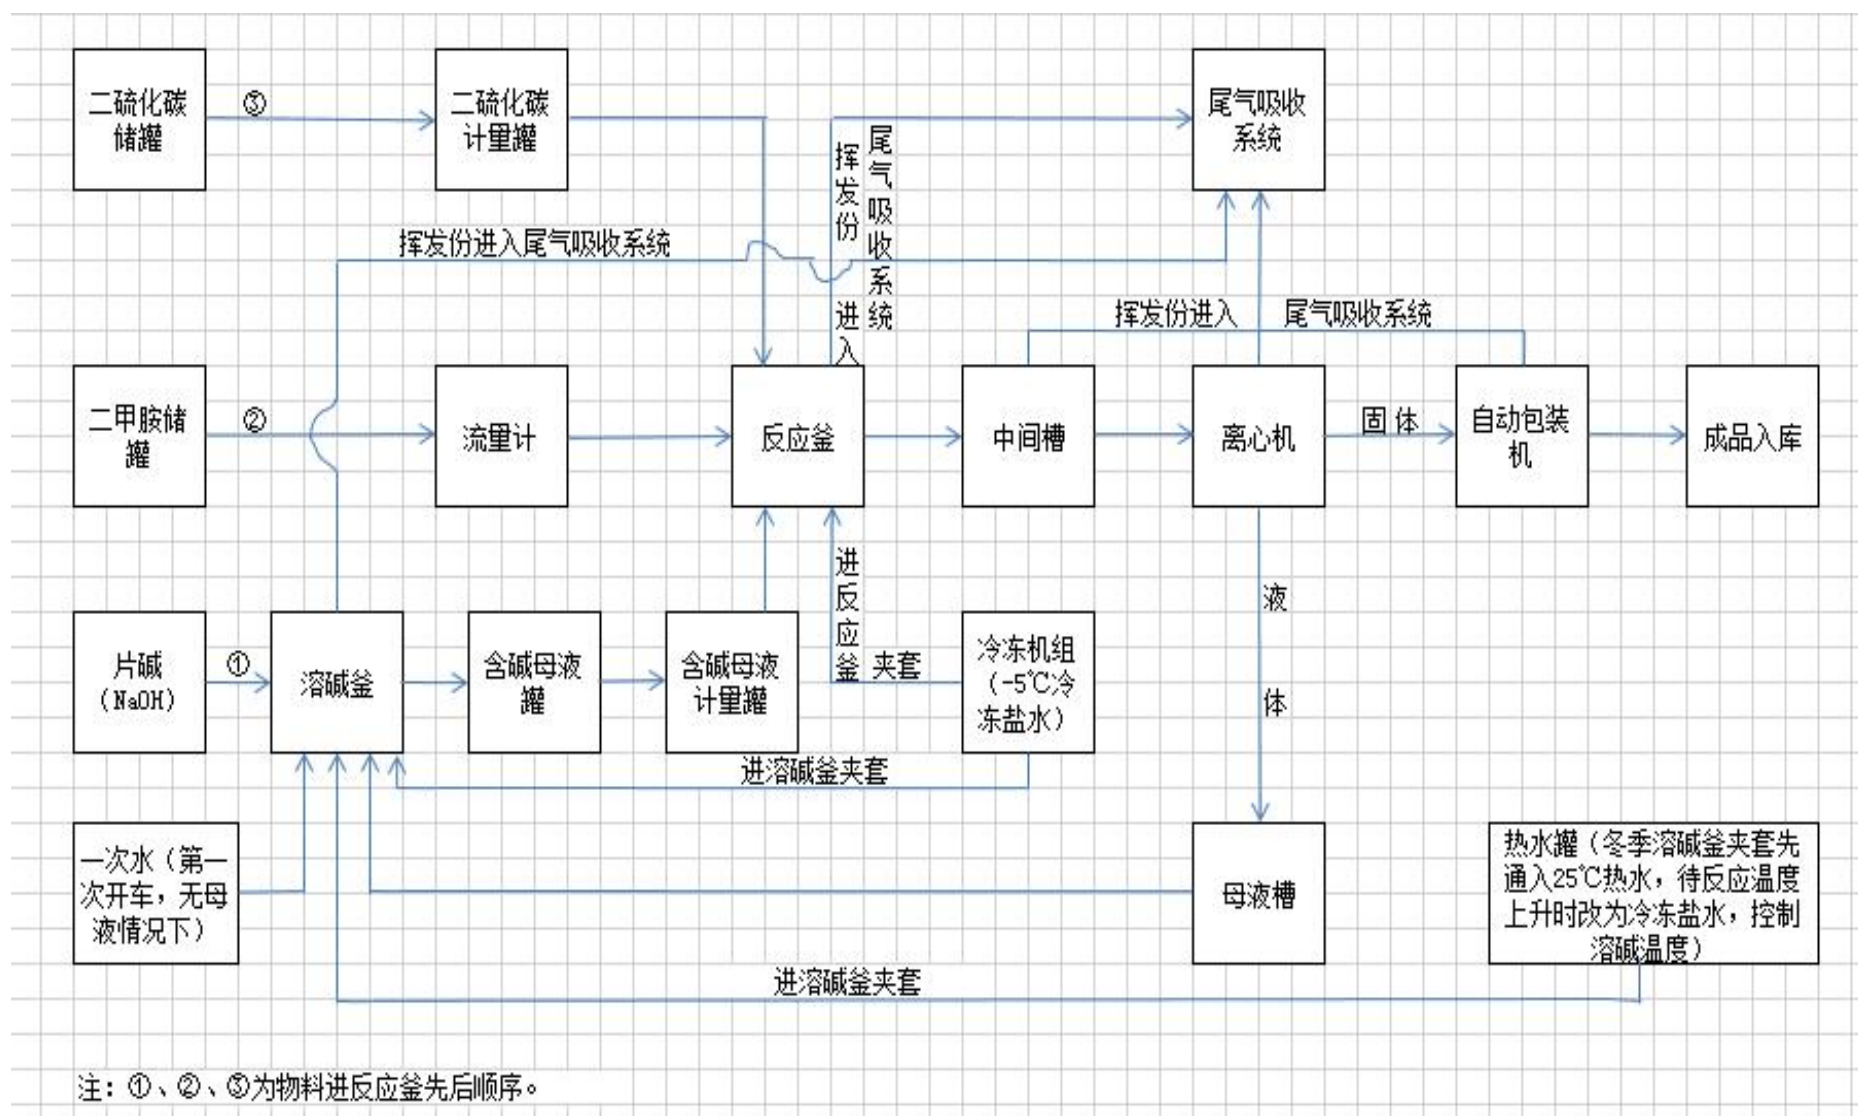 二硫化碳
储罐
③
二硫化碳
计量罐
尾气吸收
系统
挥发份进入
尾气吸收系统
挥发份进入尾气吸收系统
挥发份进入
尾气吸收系统
二甲胺储
罐
②
流量计
反应釜
中间槽
离心机
固体
自动包装
机
成品入库
片碱
(NaOH)
①
溶碱釜
含碱母液
罐
含碱母液
计量罐
进反应釜
夹套
冷冻机组
（-5℃冷
冻盐水）
液
体
进溶碱釜夹套
一次水（第一
次开车，无母
液情况下）
母液槽
热水罐（冬季溶碱釜夹套先
通入25℃热水，待反应温度
上升时改为冷冻盐水，控制
溶碱温度）
进溶碱釜夹套
注：①、②、③为物料进反应釜先后顺序。